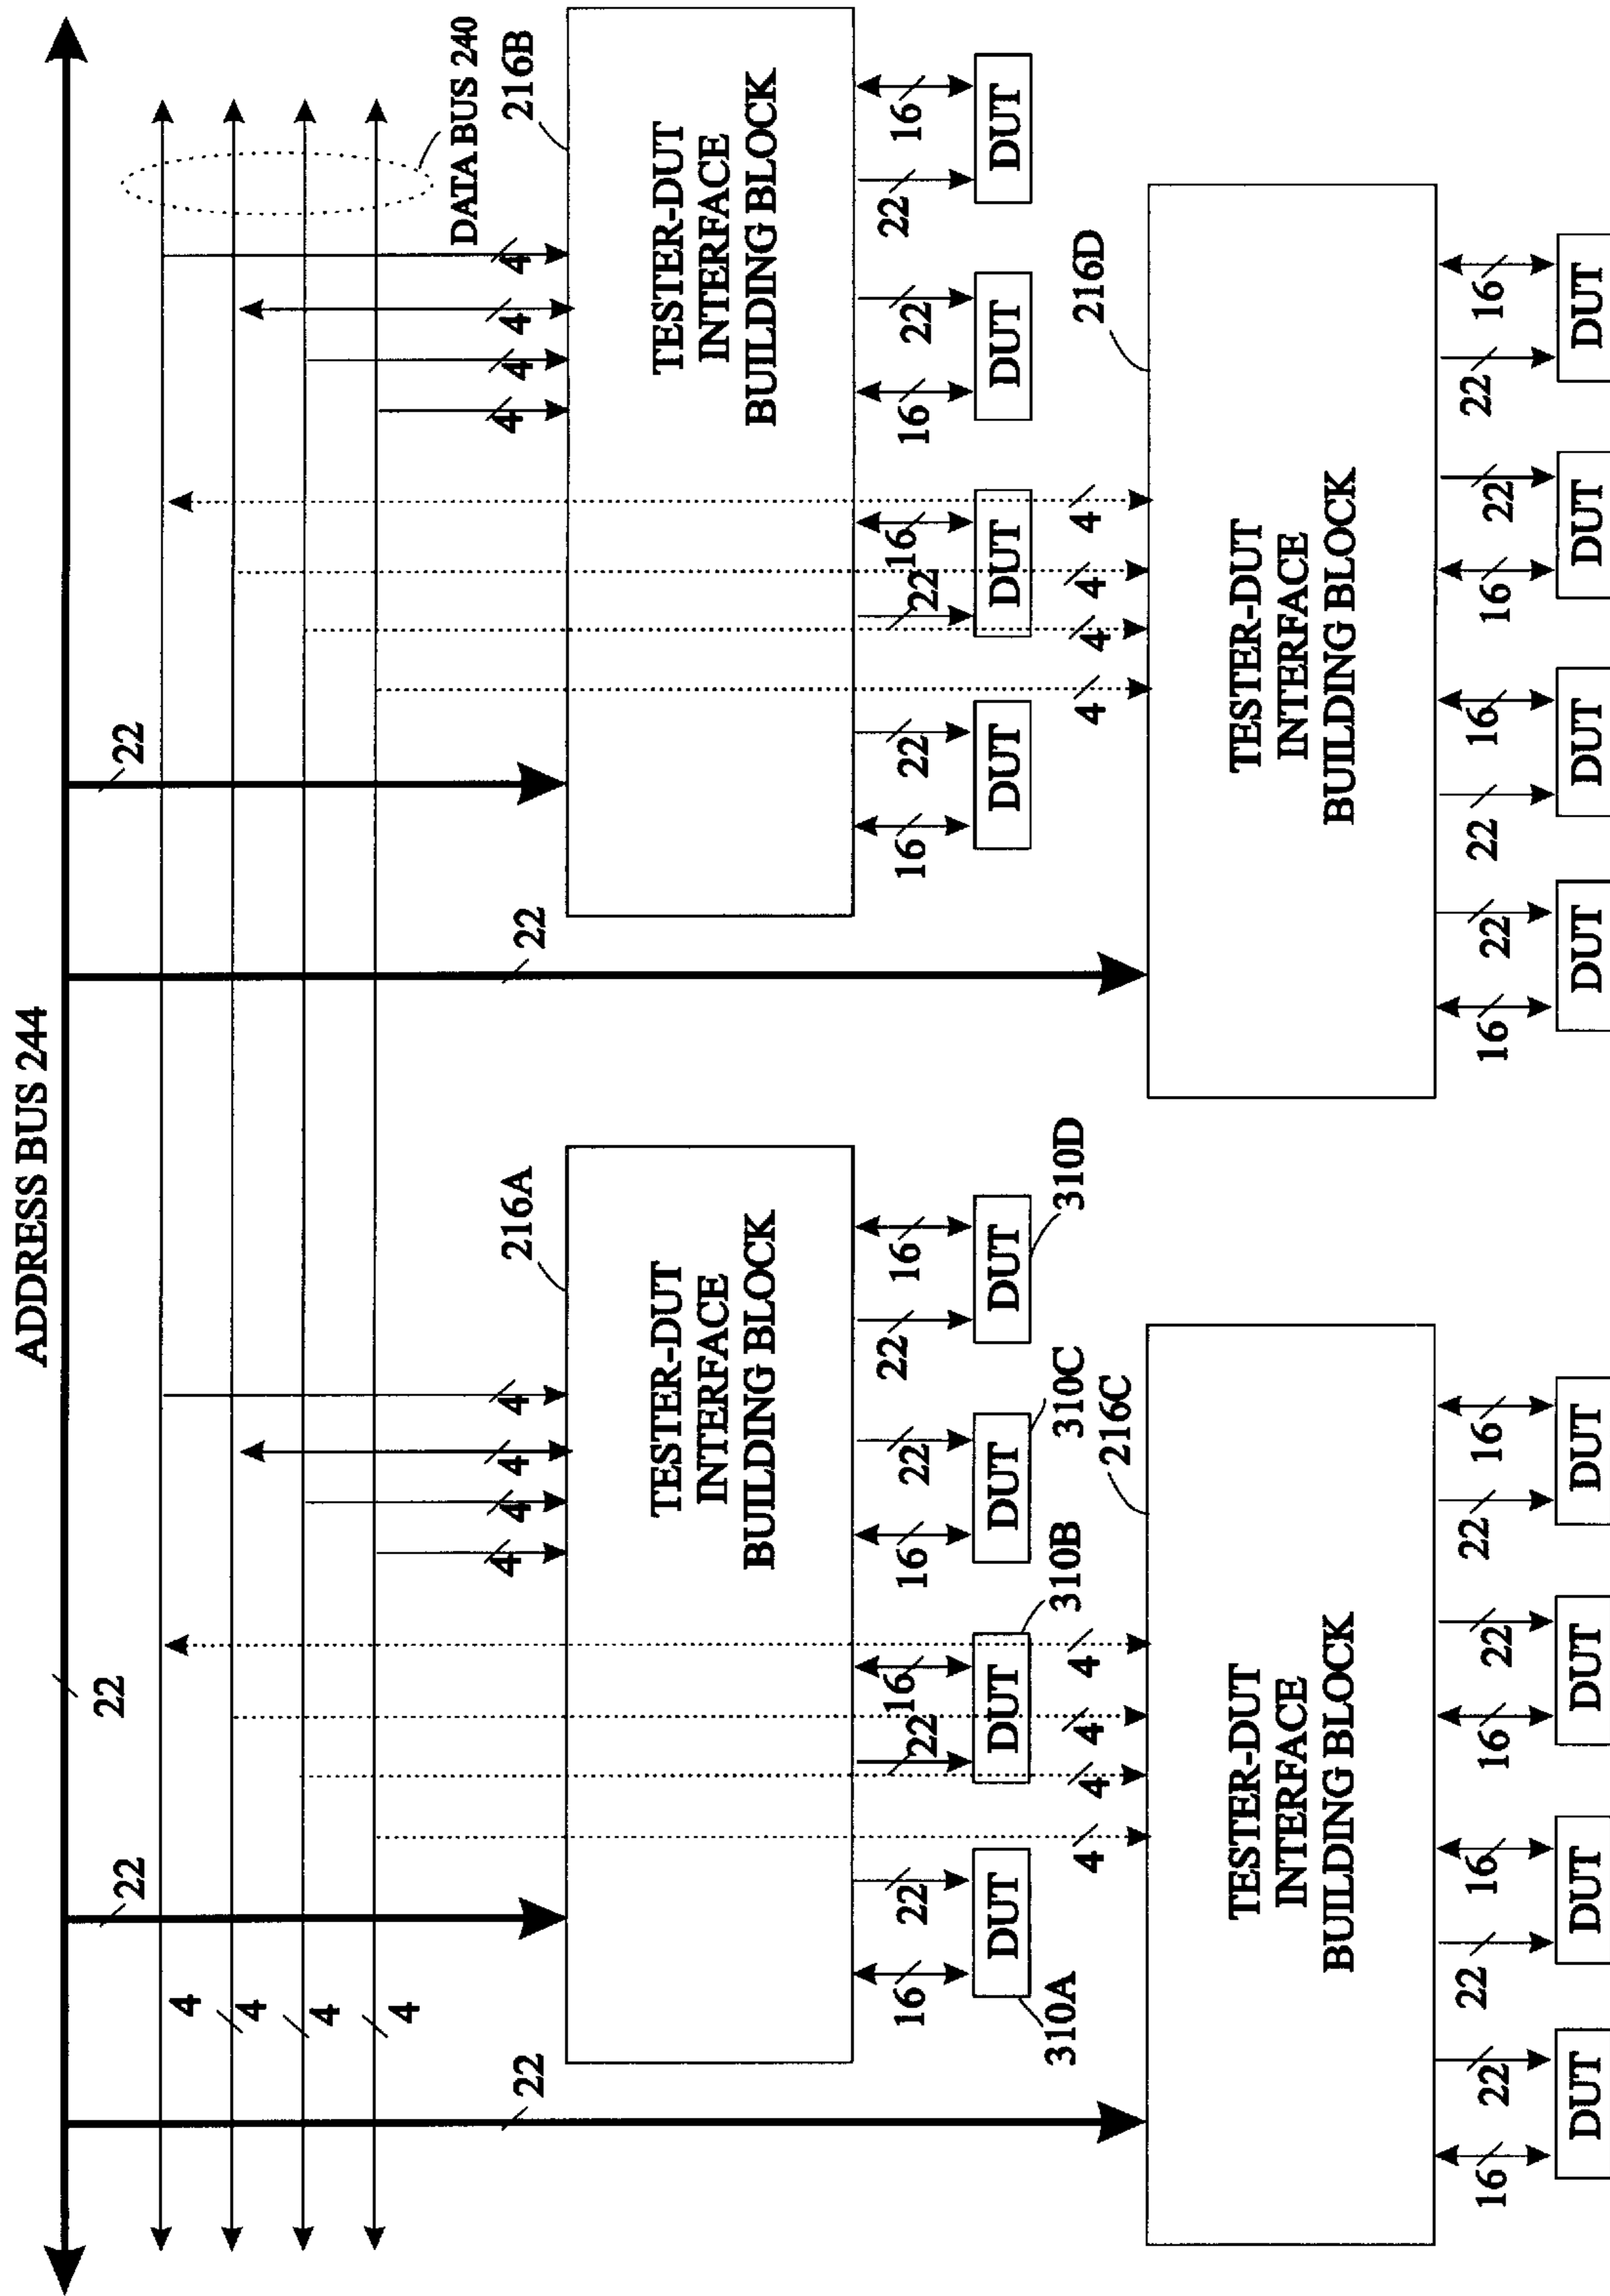 ADDRESS BUS 244
22
22
22
4
4
4
4
DATA BUS 240
22
216A
22
216B
4
4
4
4
4
4
4
4
TESTER-DUT
INTERFACE
BUILDING BLOCK
TESTER-DUT
INTERFACE
BUILDING BLOCK
16
22
22
16
16
22
22
16
16
22
22
16
16
22
22
16
DUT
DUT
DUT
DUT
DUT
DUT
DUT
DUT
310A
310B
310C
310D
4
4
4
4
4
4
4
4
216C
216D
TESTER-DUT
INTERFACE
BUILDING BLOCK
TESTER-DUT
INTERFACE
BUILDING BLOCK
16
22
22
16
16
22
22
16
16
22
22
16
16
22
22
16
DUT
DUT
DUT
DUT
DUT
DUT
DUT
DUT